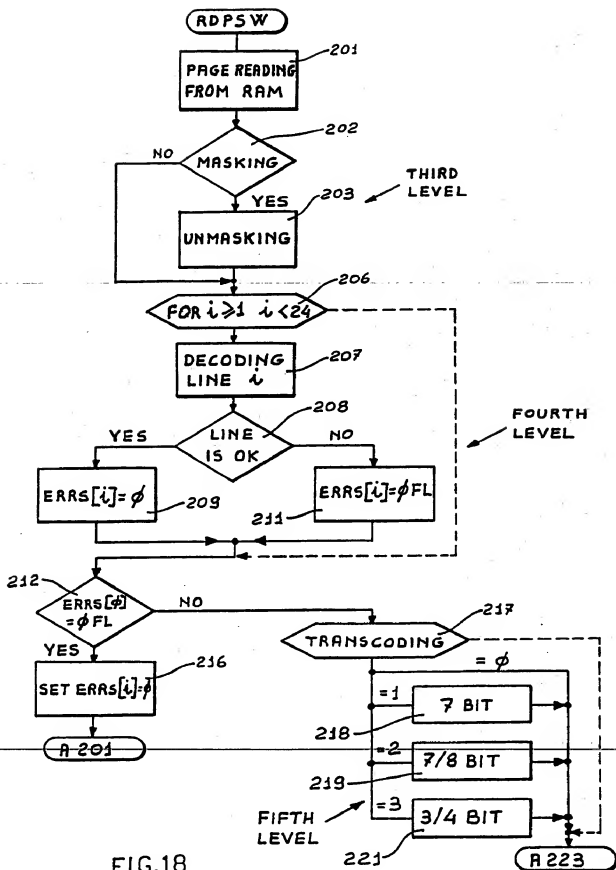 RDPSW
201
PAGE READING
FROM RAM
202
NO
MASKING
THIRD
LEVEL
YES
203
UNMASKING
206
FOR i ≥ 1 i < 24
DECODING
LINE i
207
208
YES
LINE
IS OK
NO
FOURTH
LEVEL
ERRS[i]=ϕ
209
ERRS[i]=ϕFL
211
212
ERRS[ϕ]
=ϕFL
NO
217
TRANSCODING
YES
216
SET ERRS[i]=ϕ
=ϕ
=1
7 BIT
218
A 201
=2
7/8 BIT
219
=3
3/4 BIT
221
FIFTH
LEVEL
A 223
FIG.18